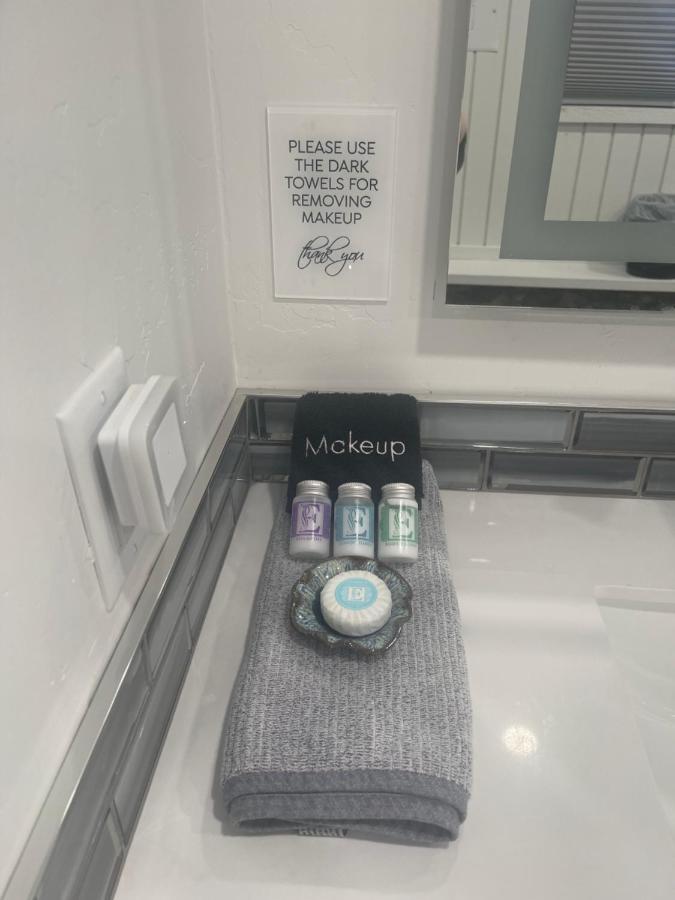 PLEASE USE
THE DARK
TOWELS FOR
REMOVING
MAKEUP
thank you
Makeup
E
E
E
E